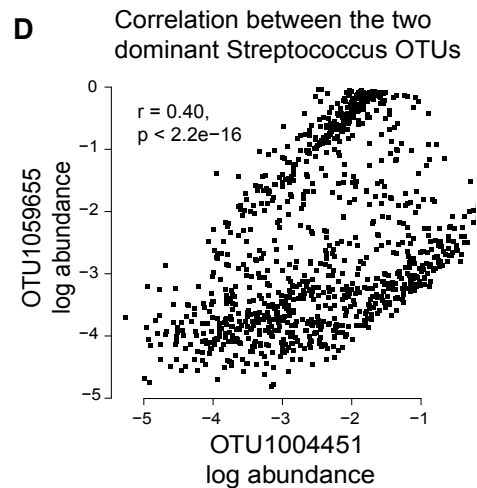 D
Correlation between the two
dominant Streptococcus OTUs
r = 0.40,
p < 2.2e−16
0
−1
−2
−3
−4
−5
OTU1059655
log abundance
−5 −4 −3 −2 −1
OTU1004451
log abundance